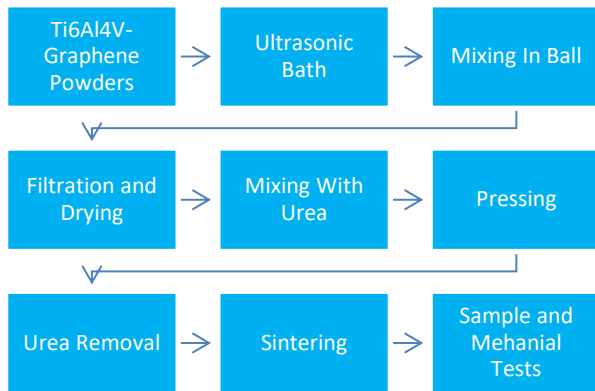 Ti6Al4V-
Graphene
Powders
Ultrasonic
Bath
Mixing In Ball
Filtration and
Drying
Mixing With
Urea
Pressing
Urea Removal
Sintering
Sample and
Mehanial
Tests